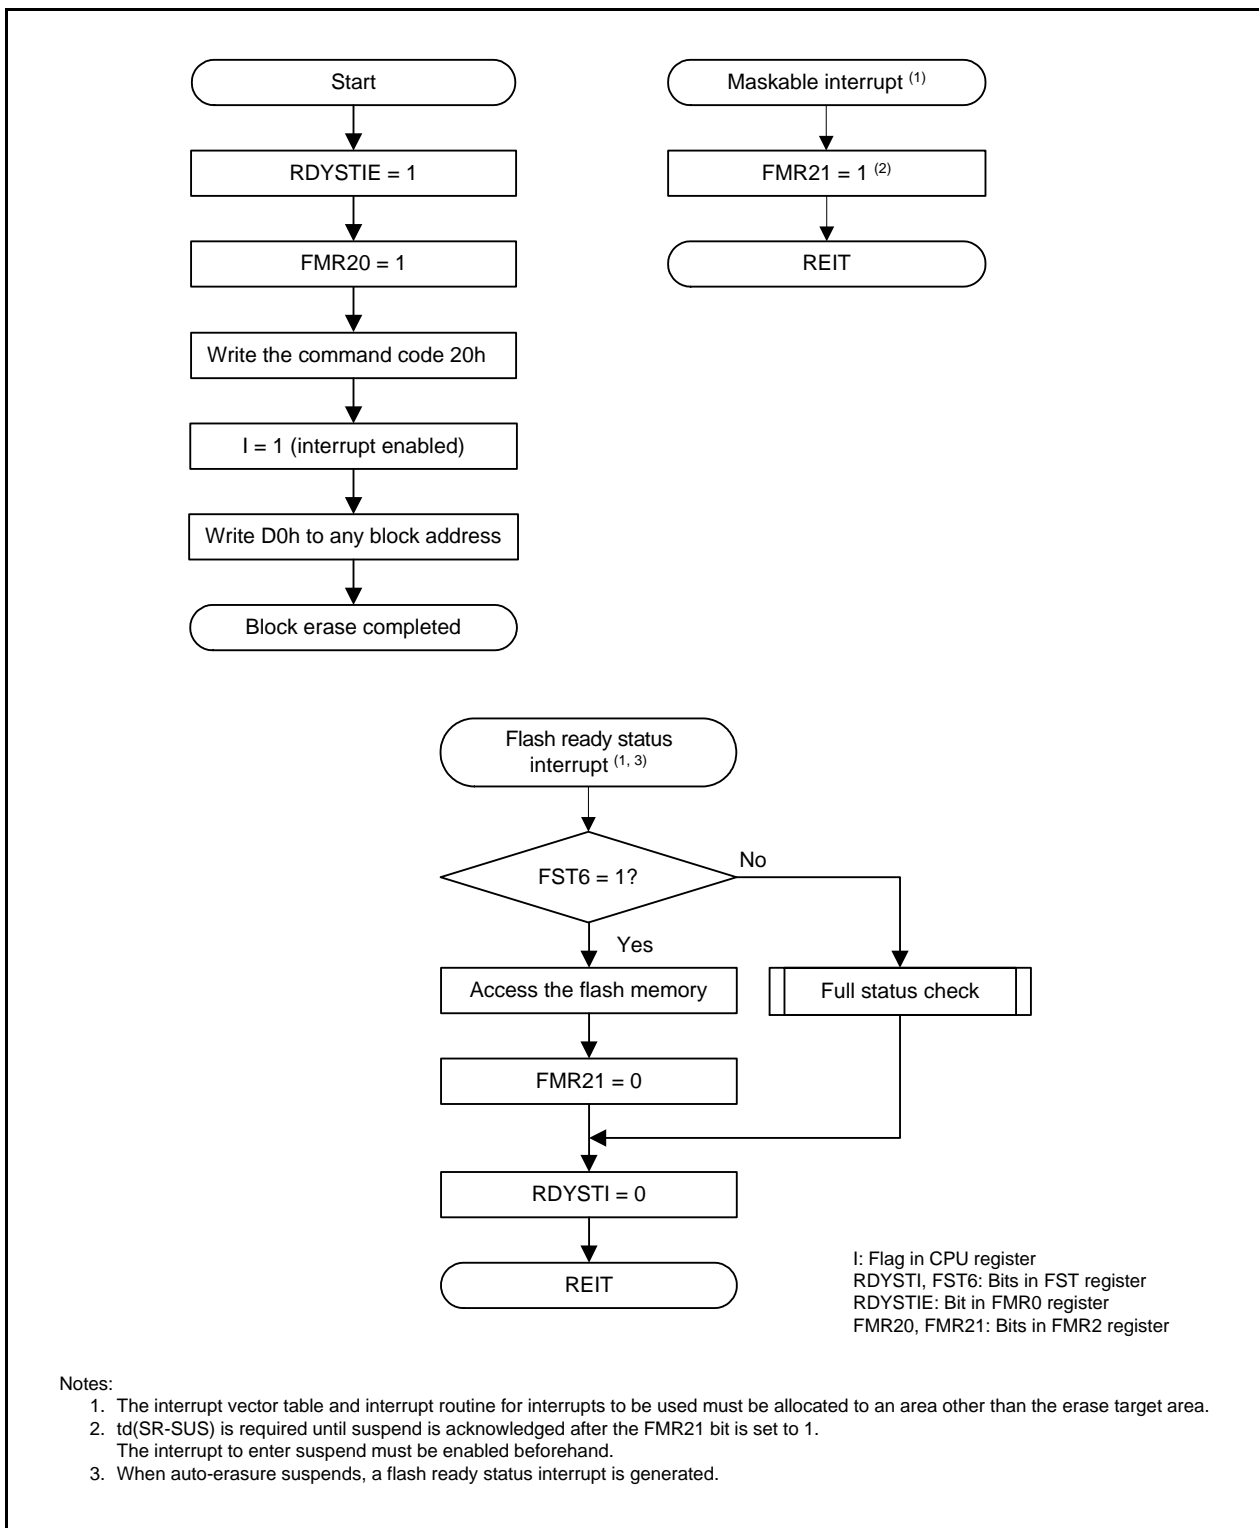 Start
RDYSTIE = 1
FMR20 = 1
Write the command code 20h
I = 1 (interrupt enabled)
Write D0h to any block address
Block erase completed
Maskable interrupt (1)
FMR21 = 1 (2)
REIT
Flash ready status
interrupt (1, 3)
FST6 = 1?
No
Yes
Access the flash memory
Full status check
FMR21 = 0
RDYSTI = 0
REIT
I: Flag in CPU register
RDYSTI, FST6: Bits in FST register
RDYSTIE: Bit in FMR0 register
FMR20, FMR21: Bits in FMR2 register
Notes:
1. The interrupt vector table and interrupt routine for interrupts to be used must be allocated to an area other than the erase target area.
2. td(SR-SUS) is required until suspend is acknowledged after the FMR21 bit is set to 1.
The interrupt to enter suspend must be enabled beforehand.
3. When auto-erasure suspends, a flash ready status interrupt is generated.